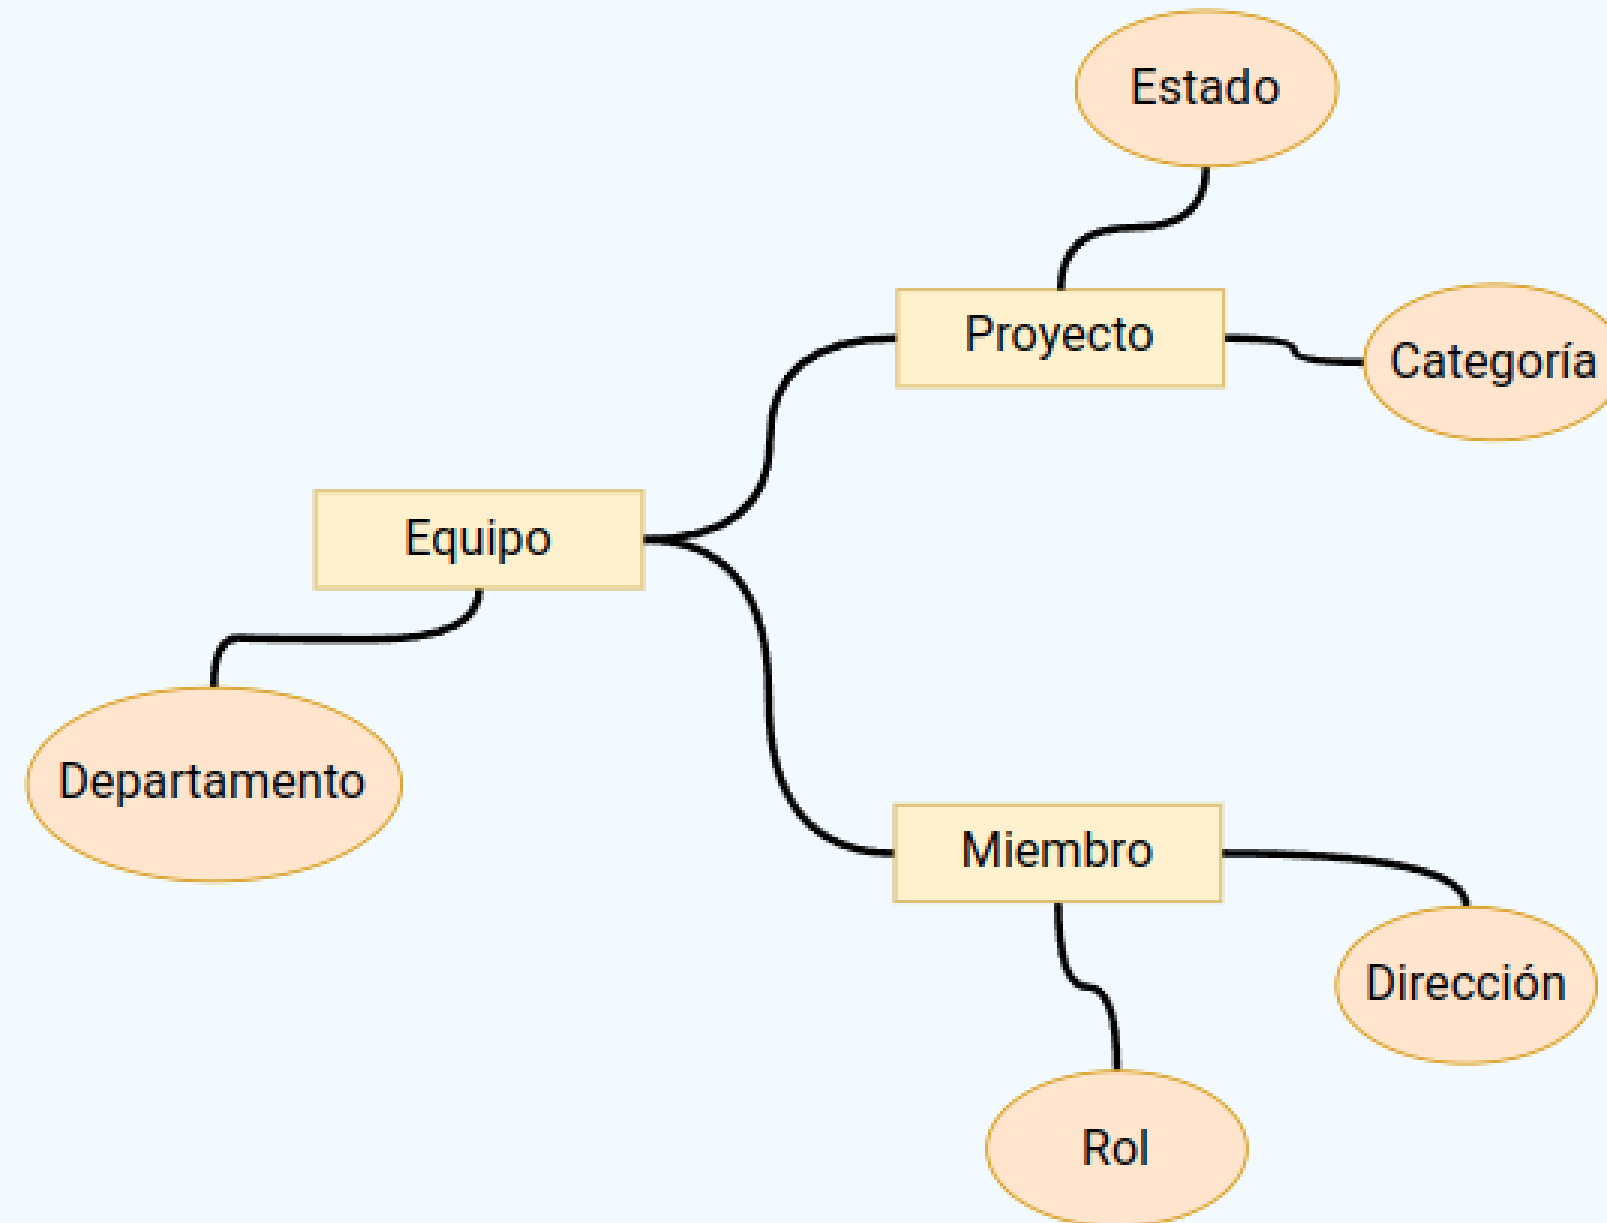 Estado
Proyecto
Categoría
Equipo
Departamento
Miembro
Dirección
Rol